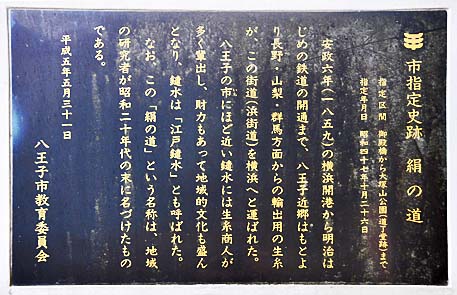 市指定史跡 絹の道
指定区間 御殿橋から大塚山公園(道了堂跡)まで
指定年月日 昭和四十七年十月二十六日
安政六年(一八五九)の横浜開港から明治は
じめの鉄道の開通まで、八王子近郷はもとよ
り長野・山梨・群馬方面からの輸出用の生糸
が、この街道(浜街道)を横浜へと運ばれた。
八王子の市にほど近い鑓水には生糸商人が
多く輩出し、財力もあって地域的文化も盛ん
となり、鑓水は「江戸鑓水」とも呼ばれた。
なお、この「絹の道」という名称は、地域
の研究者が昭和二十年代の末に名づけたもの
である。
平成五年五月三十一日
八王子市教育委員会